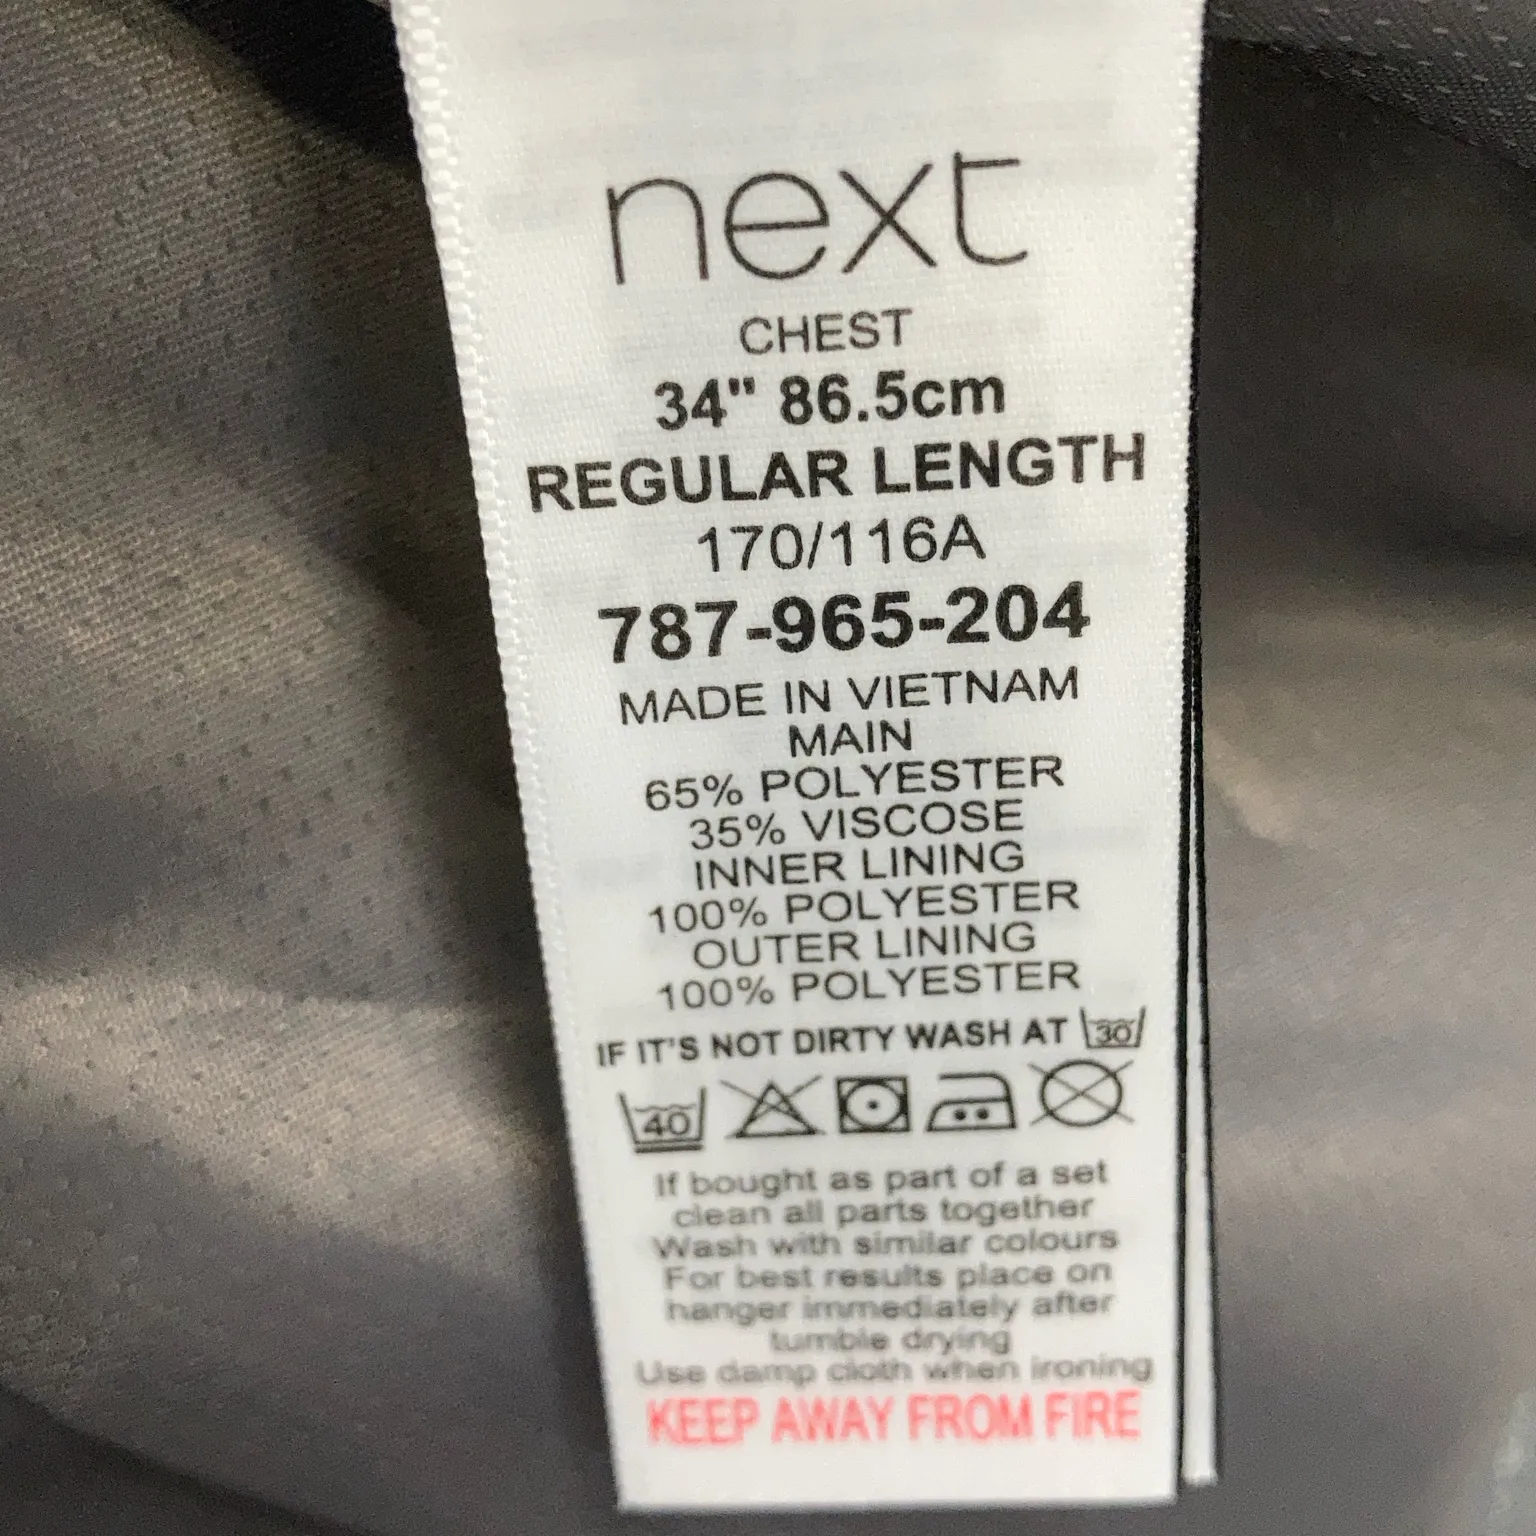 next
CHEST
34" 86.5cm
REGULAR LENGTH
170/116A
787-965-204
MADE IN VIETNAM
MAIN
65% POLYESTER
35% VISCOSE
INNER LINING
100% POLYESTER
OUTER LINING
100% POLYESTER
IF IT'S NOT DIRTY WASH AT 30
40
If bought as part of a set
clean all parts together
Wash with similar colours
For best results place on
hanger immediately after
tumble drying
Use damp cloth when ironing
KEEP AWAY FROM FIRE